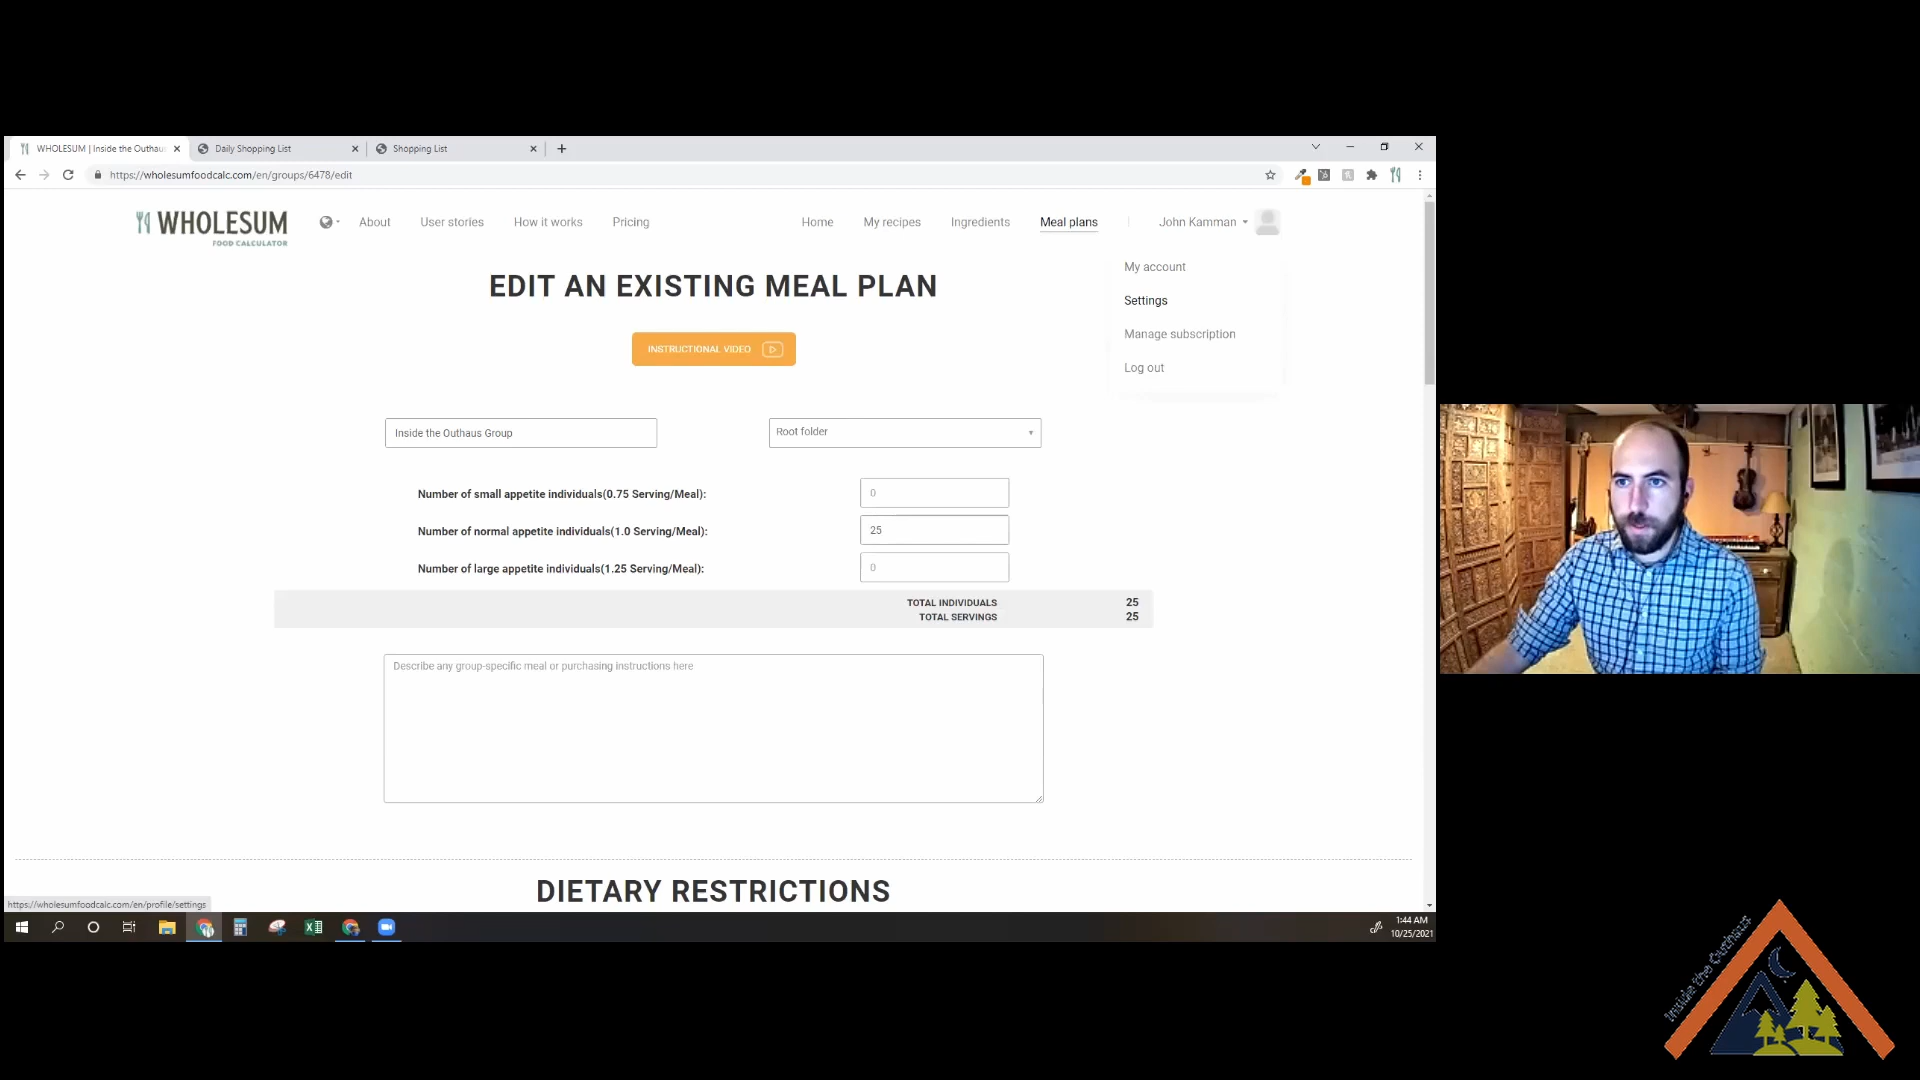 WHOLESUM | Inside the Outhaus
Daily Shopping List
Shopping List
https://wholesumfoodcalc.com/en/groups/6478/edit
WHOLESUM
FOOD CALCULATOR
About
User stories
How it works
Pricing
Home
My recipes
Ingredients
Meal plans
John Kamman
My account
Settings
Manage subscription
Log out
EDIT AN EXISTING MEAL PLAN
INSTRUCTIONAL VIDEO
Inside the Outhaus Group
Root folder
Number of small appetite individuals(0.75 Serving/Meal):
0
Number of normal appetite individuals(1.0 Serving/Meal):
25
Number of large appetite individuals(1.25 Serving/Meal):
0
TOTAL INDIVIDUALS 25
TOTAL SERVINGS 25
Describe any group-specific meal or purchasing instructions here
DIETARY RESTRICTIONS
https://wholesumfoodcalc.com/en/profile/settings
1:44 AM
10/25/2021
Inside the Outhaus